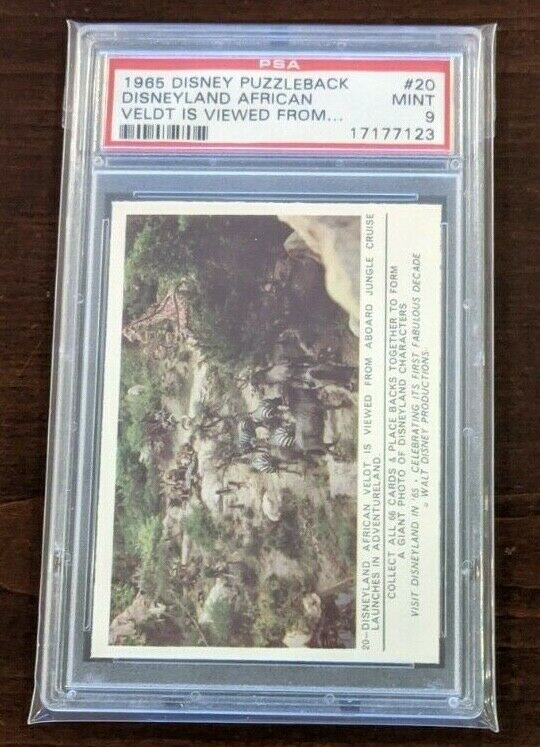 PSA
1965 DISNEY PUZZLEBACK #20
DISNEYLAND AFRICAN MINT
VELDT IS VIEWED FROM... 9
17177123
20-DISNEYLAND AFRICAN VELDT IS VIEWED FROM ABOARD JUNGLE CRUISE
LAUNCHES IN ADVENTURELAND.
COLLECT ALL 66 CARDS & PLACE BACKS TOGETHER TO FORM
A GIANT PHOTO OF DISNEYLAND CHARACTERS
VISIT DISNEYLAND IN '65 • CELEBRATING ITS FIRST FABULOUS DECADE
© WALT DISNEY PRODUCTIONS.